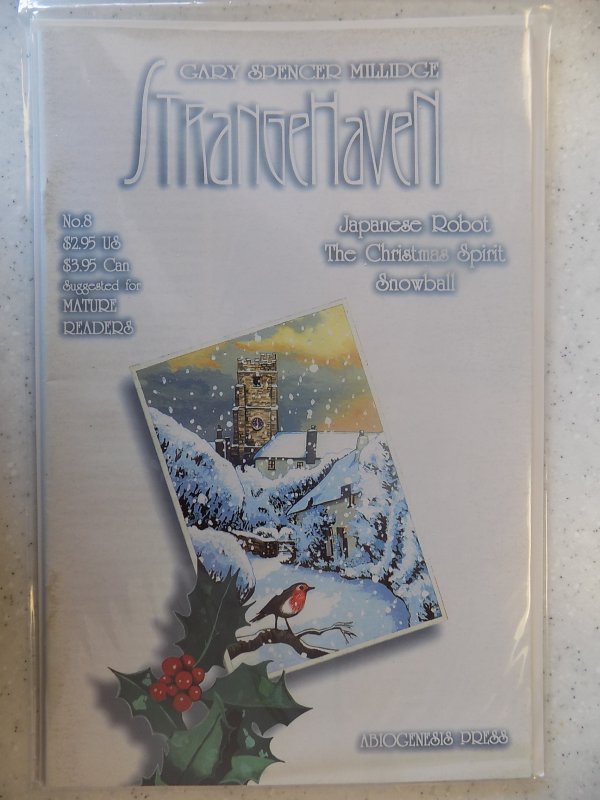 GARY SPENCER MILLIDGE
STRANGEHAVEN
No.8
$2.95 US
$3.95 Can.
Suggested for
MATURE
READERS
Japanese Robot
The Christmas Spirit
Snowball
ABIOGENESIS PRESS